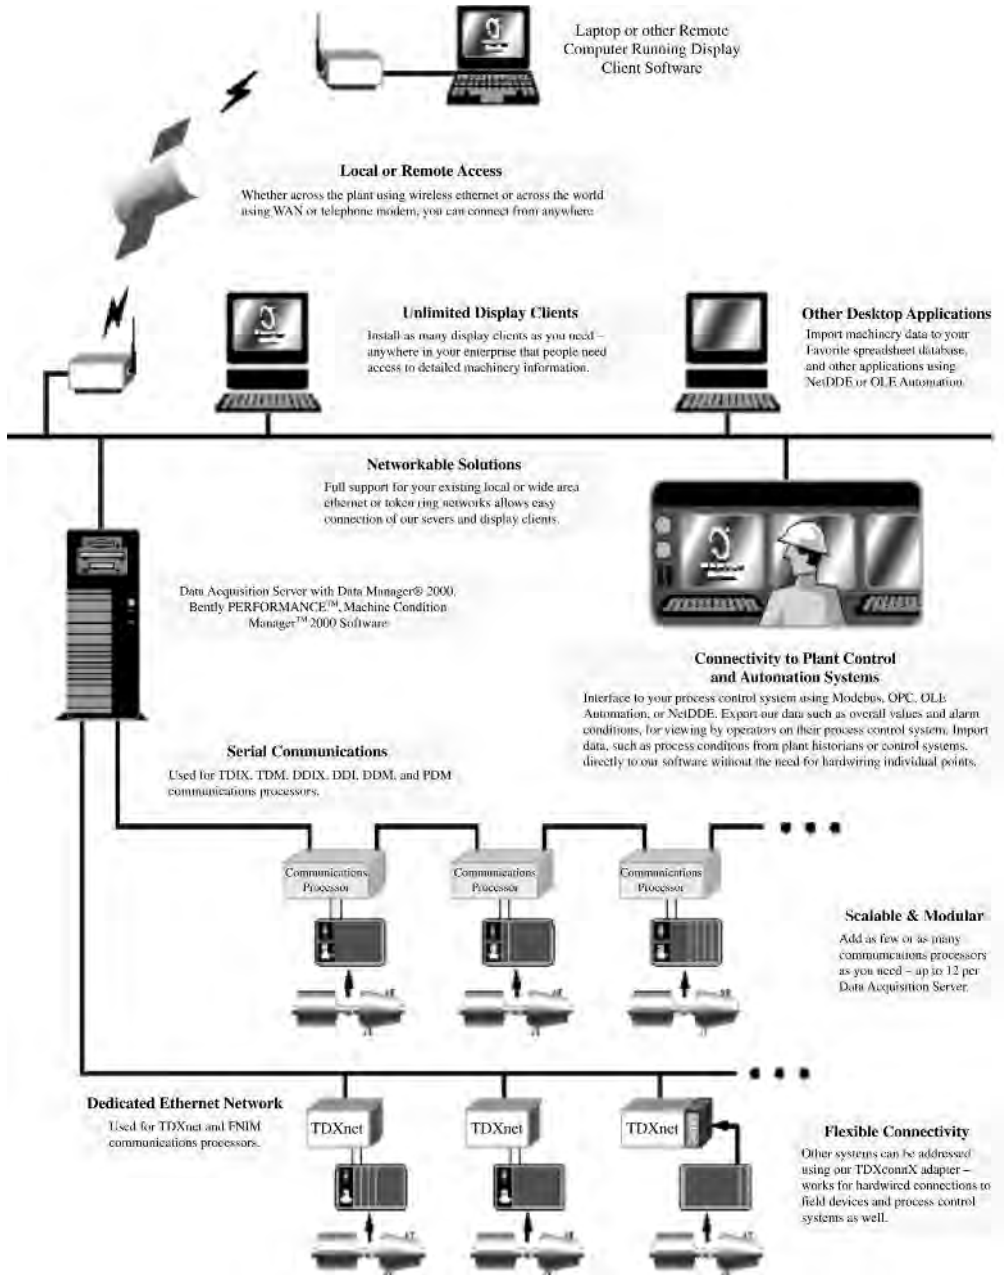 Laptop or other Remote
Computer Running Display
Client Software
Local or Remote Access
Whether across the plant using wireless ethernet or across the world
using WAN or telephone modem, you can connect from anywhere
Unlimited Display Clients
Install as many display clients as you need –
anywhere in your enterprise that people need
access to detailed machinery information.
Other Desktop Applications
Import machinery data to your
Favorite spreadsheet database,
and other applications using
NetDDE or OLE Automation.
Networkable Solutions
Full support for your existing local or wide area
ethernet or token ring networks allows easy
connection of our severs and display clients.
Data Acquisition Server with Data Manager® 2000,
Bently PERFORMANCE™, Machine Condition
Manager™ 2000 Software
Connectivity to Plant Control
and Automation Systems
Interface to your process control system using Modebus, OPC, OLE
Automation, or NetDDE. Export our data such as overall values and alarm
conditions, for viewing by operators on their process control system. Import
data, such as process conditons from plant historians or control systems,
directly to our software without the need for hardwiring individual points.
Serial Communications
Used for TDIX, TDM, DDIX, DDI, DDM, and PDM
communications processors.
Communications
Processor
Communications
Processor
Communications
Processor
Scalable & Modular
Add as few or as many
communications processors
as you need – up to 12 per
Data Acquisition Server.
Dedicated Ethernet Network
Used for TDXnet and ENIM
communications processors.
TDXnet
TDXnet
TDXnet
Flexible Connectivity
Other systems can be addressed
using our TDXconnX adapter –
works for hardwired connections to
field devices and process control
systems as well.